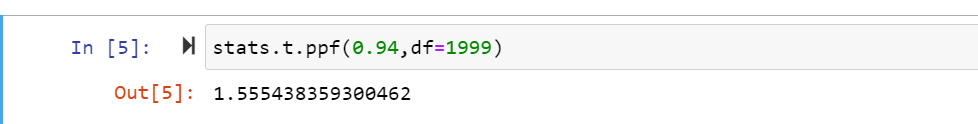 In [5]: stats.t.ppf(0.94,df=1999)
Out[5]: 1.555438359300462